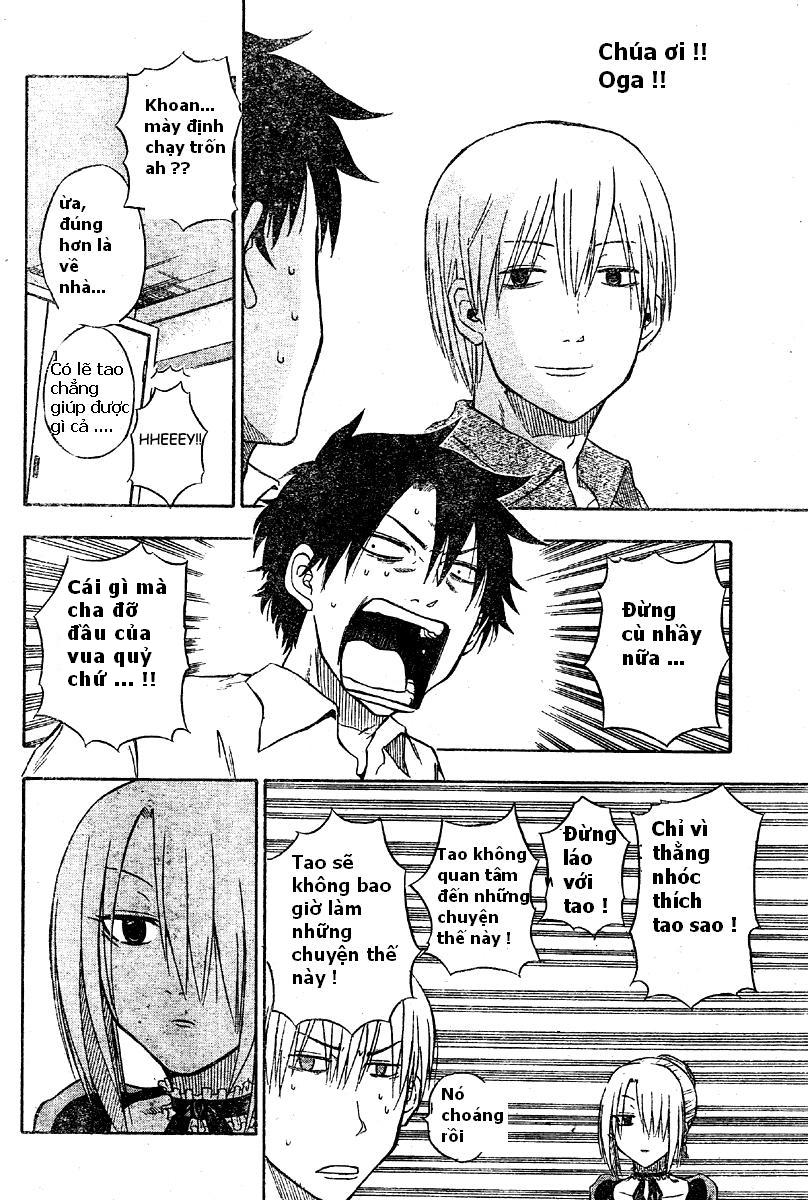 Chúa ơi !!
Oga !!
Khoan...
mày định
chạy trốn
ah ??
ừa,
đúng
hơn là
về
nhà...
Có lẽ tao
chẳng
giúp được
gì cả ....
HHEEEY!!
Đừng
cù nhầy
nữa ...
Cái gì mà
cha đỡ
đầu của
vua quỷ
chứ ... !!
Chỉ vì
thằng
nhóc
thích
tao sao !
Đừng
láo
với
tao !
Tao không
quan tâm
đến những
chuyện
thế này !
Tao sẽ
không bao
giờ làm
những
chuyện thế
này !
Nó
choáng
rồi